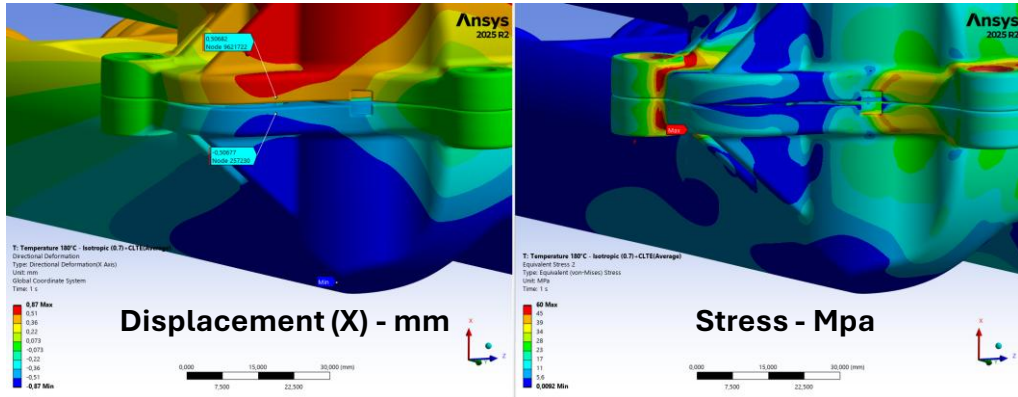 Ansys
2025 R2
0,50682
Node 9621722
-0,50677
Node 257230
Min
T: Temperature 180°C - Isotropic (0.7)+CLTE(Average)
Directional Deformation
Type: Directional Deformation(X Axis)
Unit: mm
Global Coordinate System
Time: 1 s
0,87 Max
0,51
0,36
0,22
0,073
-0,073
-0,22
-0,36
-0,51
-0,87 Min
Displacement (X) - mm
0,000
15,000
30,000 (mm)
7,500
22,500
X
Z
Ansys
2025 R2
Max
T: Temperature 180°C - Isotropic (0.7)+CLTE(Average)
Equivalent Stress 2
Type: Equivalent (von-Mises) Stress
Unit: MPa
Time: 1 s
60 Max
45
39
34
28
23
17
11
5,6
0,0092 Min
Stress - Mpa
0,000
15,000
30,000 (mm)
7,500
22,500
X
Z